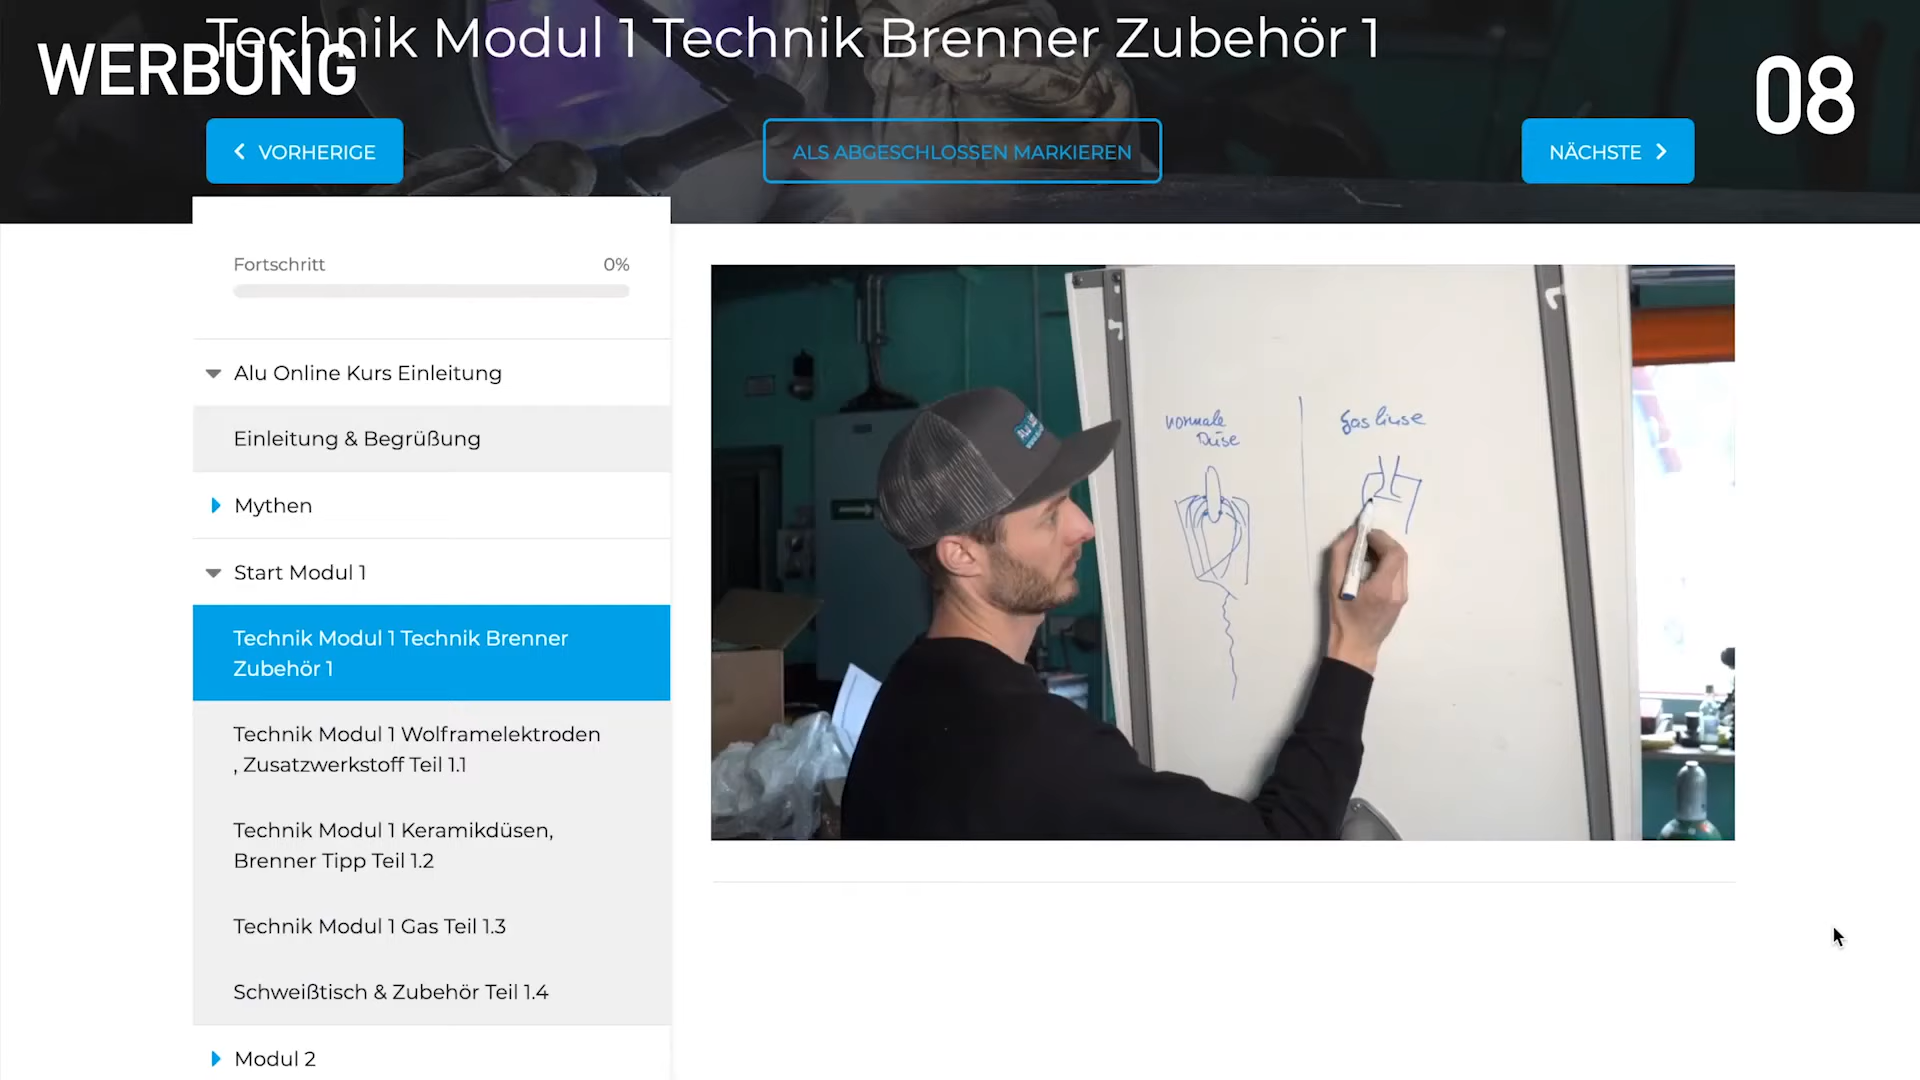 Technik Modul 1 Technik Brenner Zubehör 1
WERBUNG
08
VORHERIGE
ALS ABGESCHLOSSEN MARKIEREN
NÄCHSTE
Fortschritt
0%
Alu Online Kurs Einleitung
Einleitung & Begrüßung
Mythen
Start Modul 1
Technik Modul 1 Technik Brenner
Zubehör 1
Technik Modul 1 Wolframelektroden
, Zusatzwerkstoff Teil 1.1
Technik Modul 1 Keramikdüsen,
Brenner Tipp Teil 1.2
Technik Modul 1 Gas Teil 1.3
Schweißtisch & Zubehör Teil 1.4
Modul 2
normale
Düse
Gaslinse